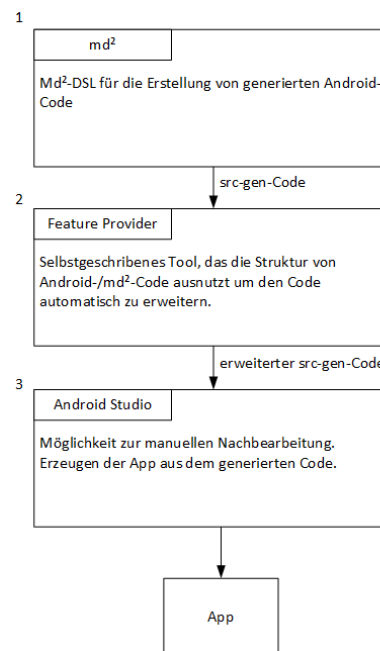 1
md²
Md²-DSL für die Erstellung von generierten Android-
Code
src-gen-Code
2
Feature Provider
Selbstgeschribenes Tool, das die Struktur von
Android-/md²-Code ausnutzt um den Code
automatisch zu erweitern.
erweiterter src-gen-Code
3
Android Studio
Möglichkeit zur manuellen Nachbearbeitung.
Erzeugen der App aus dem generierten Code.
App